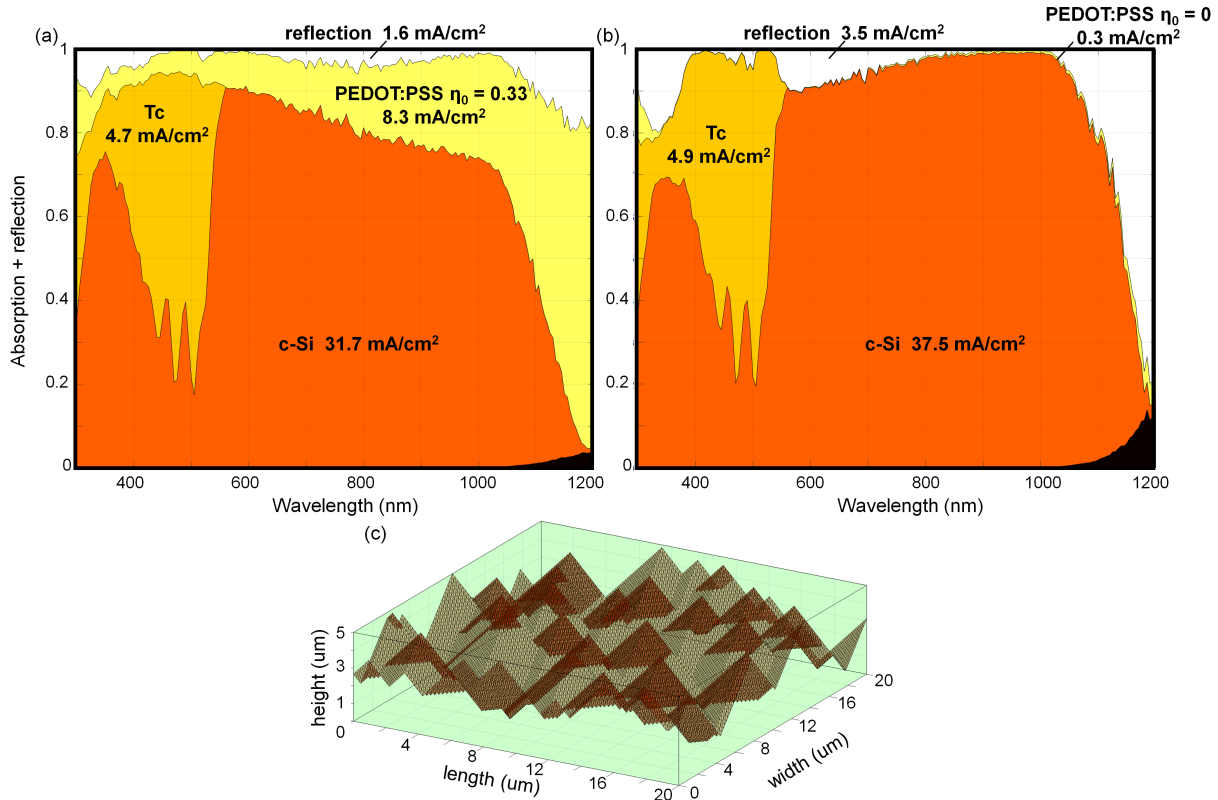 (a)
reflection 1.6 mA/cm²
1
0.8
0.6
0.4
0.2
0
Absorption + reflection
Tc
4.7 mA/cm²
PEDOT:PSS η₀ = 0.33
8.3 mA/cm²
c-Si 31.7 mA/cm²
400
600
800
1000
1200
Wavelength (nm)
(b)
reflection 3.5 mA/cm²
PEDOT:PSS η₀ = 0
0.3 mA/cm²
1
0.8
0.6
0.4
0.2
0
Tc
4.9 mA/cm²
c-Si 37.5 mA/cm²
400
600
800
1000
1200
Wavelength (nm)
(c)
height (um)
5
3
1
0
4
8
12
16
20
length (um)
0
4
8
12
16
20
width (um)